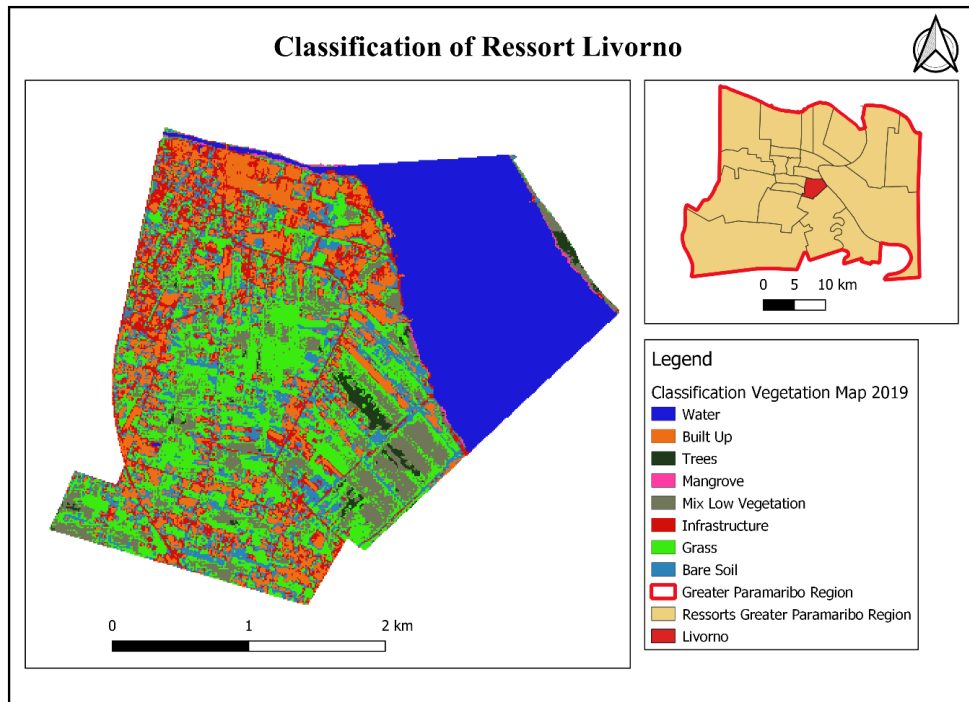 Classification of Ressort Livorno
0 5 10 km
0 1 2 km
Legend
Classification Vegetation Map 2019
Water
Built Up
Trees
Mangrove
Mix Low Vegetation
Infrastructure
Grass
Bare Soil
Greater Paramaribo Region
Ressorts Greater Paramaribo Region
Livorno